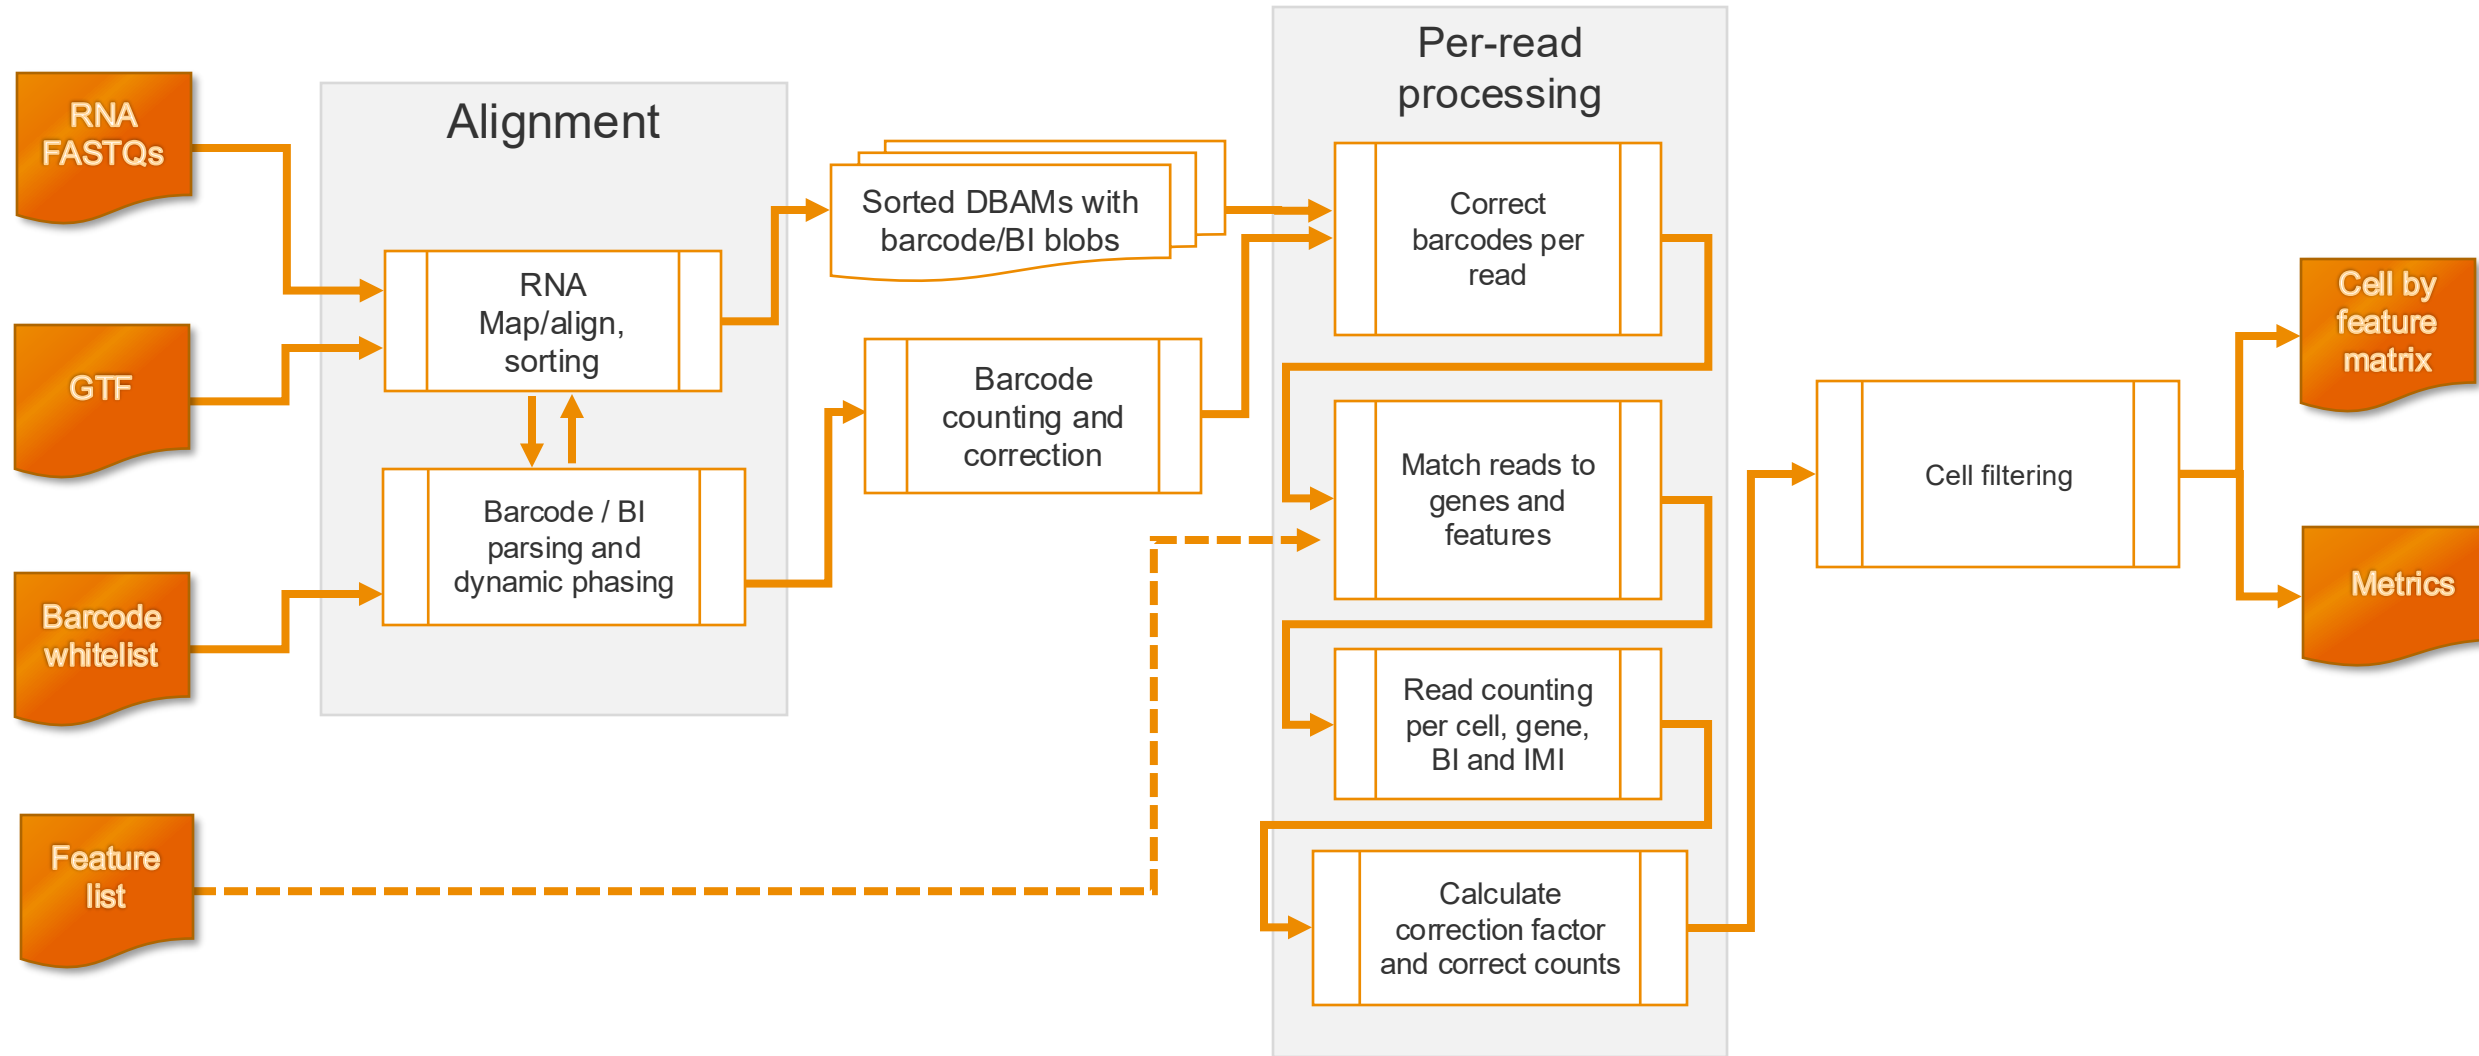 RNA
FASTQs
GTF
Barcode
whitelist
Feature
list
Alignment
RNA
Map/align,
sorting
Barcode / BI
parsing and
dynamic phasing
Sorted DBAMs with
barcode/BI blobs
Barcode
counting and
correction
Per-read
processing
Correct
barcodes per
read
Match reads to
genes and
features
Read counting
per cell, gene,
BI and IMI
Calculate
correction factor
and correct counts
Cell filtering
Cell by
feature
matrix
Metrics